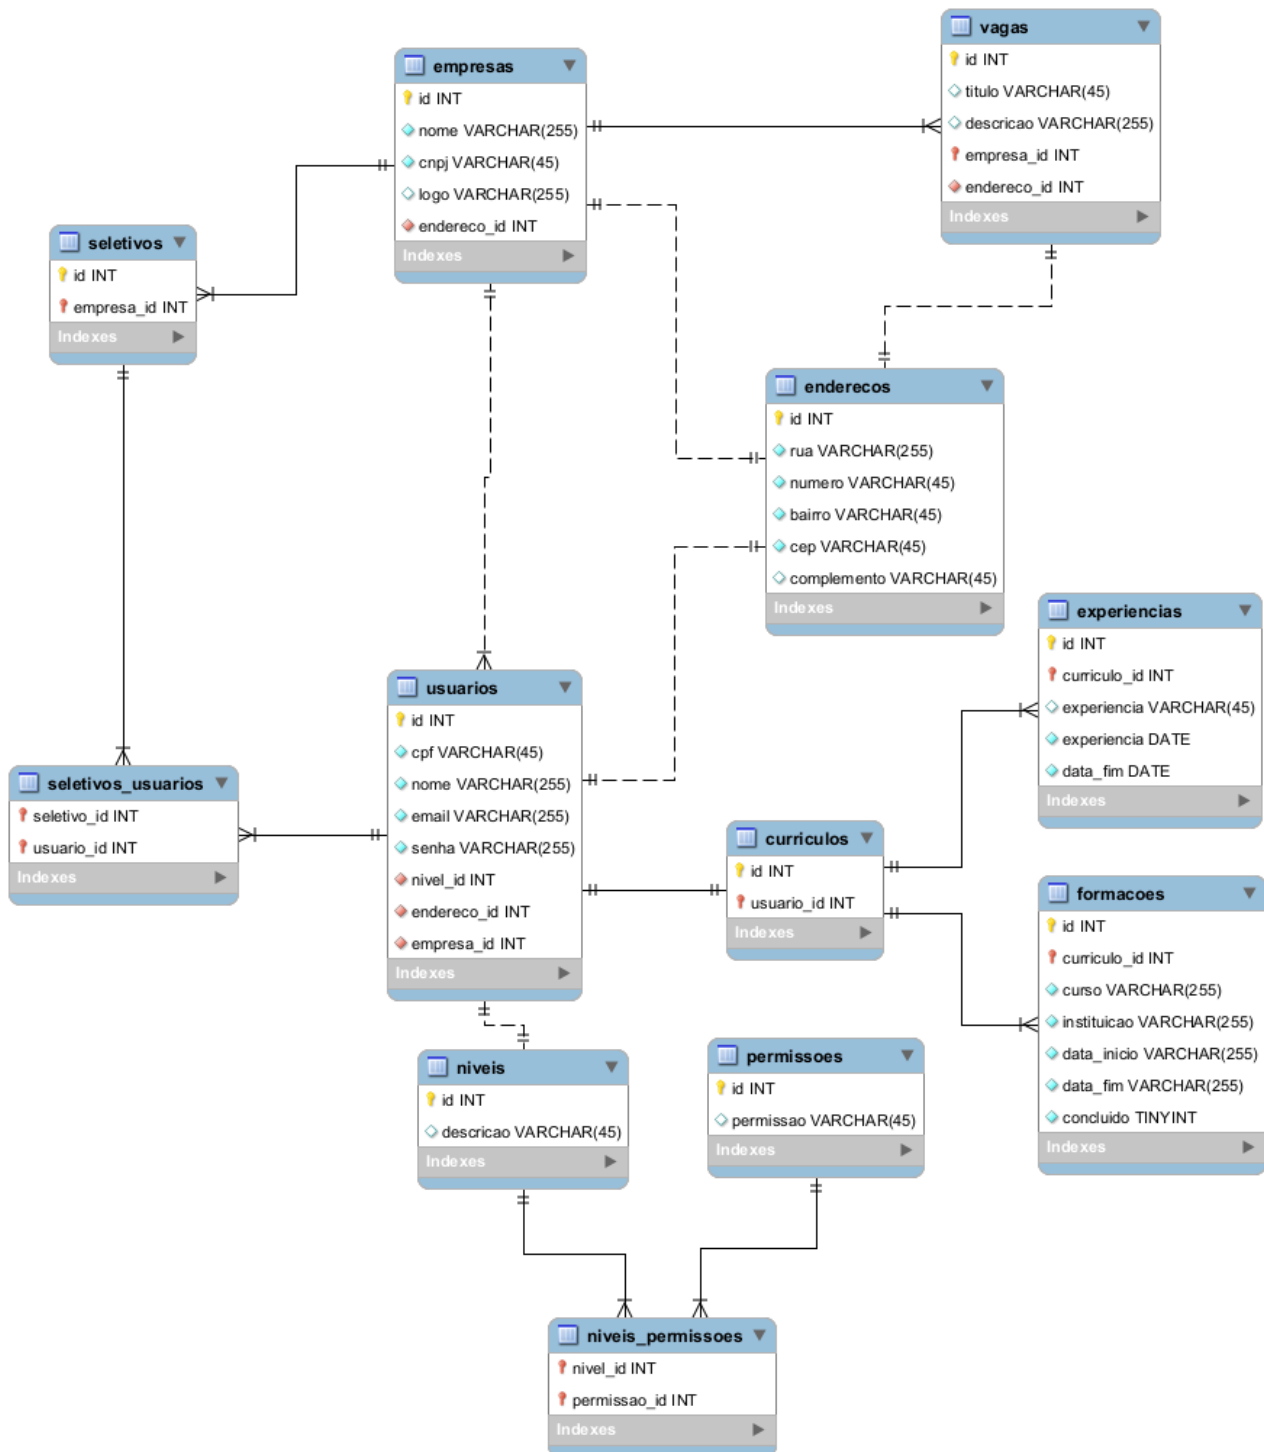 vagas
id INT
titulo VARCHAR(45)
descricao VARCHAR(255)
empresa_id INT
endereco_id INT
Indexes
empresas
id INT
nome VARCHAR(255)
cnpj VARCHAR(45)
logo VARCHAR(255)
endereco_id INT
Indexes
seletivos
id INT
empresa_id INT
Indexes
enderecos
id INT
rua VARCHAR(255)
numero VARCHAR(45)
bairro VARCHAR(45)
cep VARCHAR(45)
complemento VARCHAR(45)
Indexes
experiencias
id INT
curriculo_id INT
experiencia VARCHAR(45)
experiencia DATE
data_fim DATE
Indexes
usuarios
id INT
cpf VARCHAR(45)
nome VARCHAR(255)
email VARCHAR(255)
senha VARCHAR(255)
nivel_id INT
endereco_id INT
empresa_id INT
Indexes
seletivos_usuarios
seletivo_id INT
usuario_id INT
Indexes
curriculos
id INT
usuario_id INT
Indexes
formacoes
id INT
curriculo_id INT
curso VARCHAR(255)
instituicao VARCHAR(255)
data_inicio VARCHAR(255)
data_fim VARCHAR(255)
concluido TINYINT
Indexes
niveis
id INT
descricao VARCHAR(45)
Indexes
permissoes
id INT
permissao VARCHAR(45)
Indexes
niveis_permissoes
nivel_id INT
permissao_id INT
Indexes